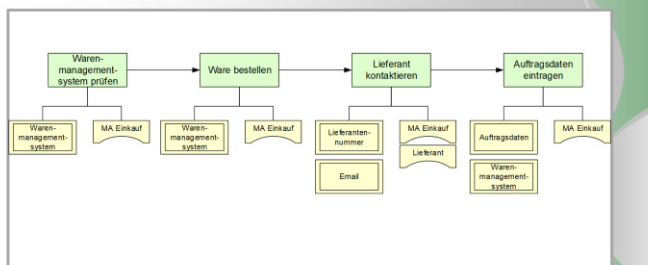 Waren-
management-
system prüfen
Ware bestellen
Lieferant
kontaktieren
Auftragsdaten
eintragen
Waren-
management-
system
MA Einkauf
Waren-
management-
system
MA Einkauf
Lieferanten-
nummer
MA Einkauf
Lieferant
Email
Auftragsdaten
MA Einkauf
Waren-
management-
system